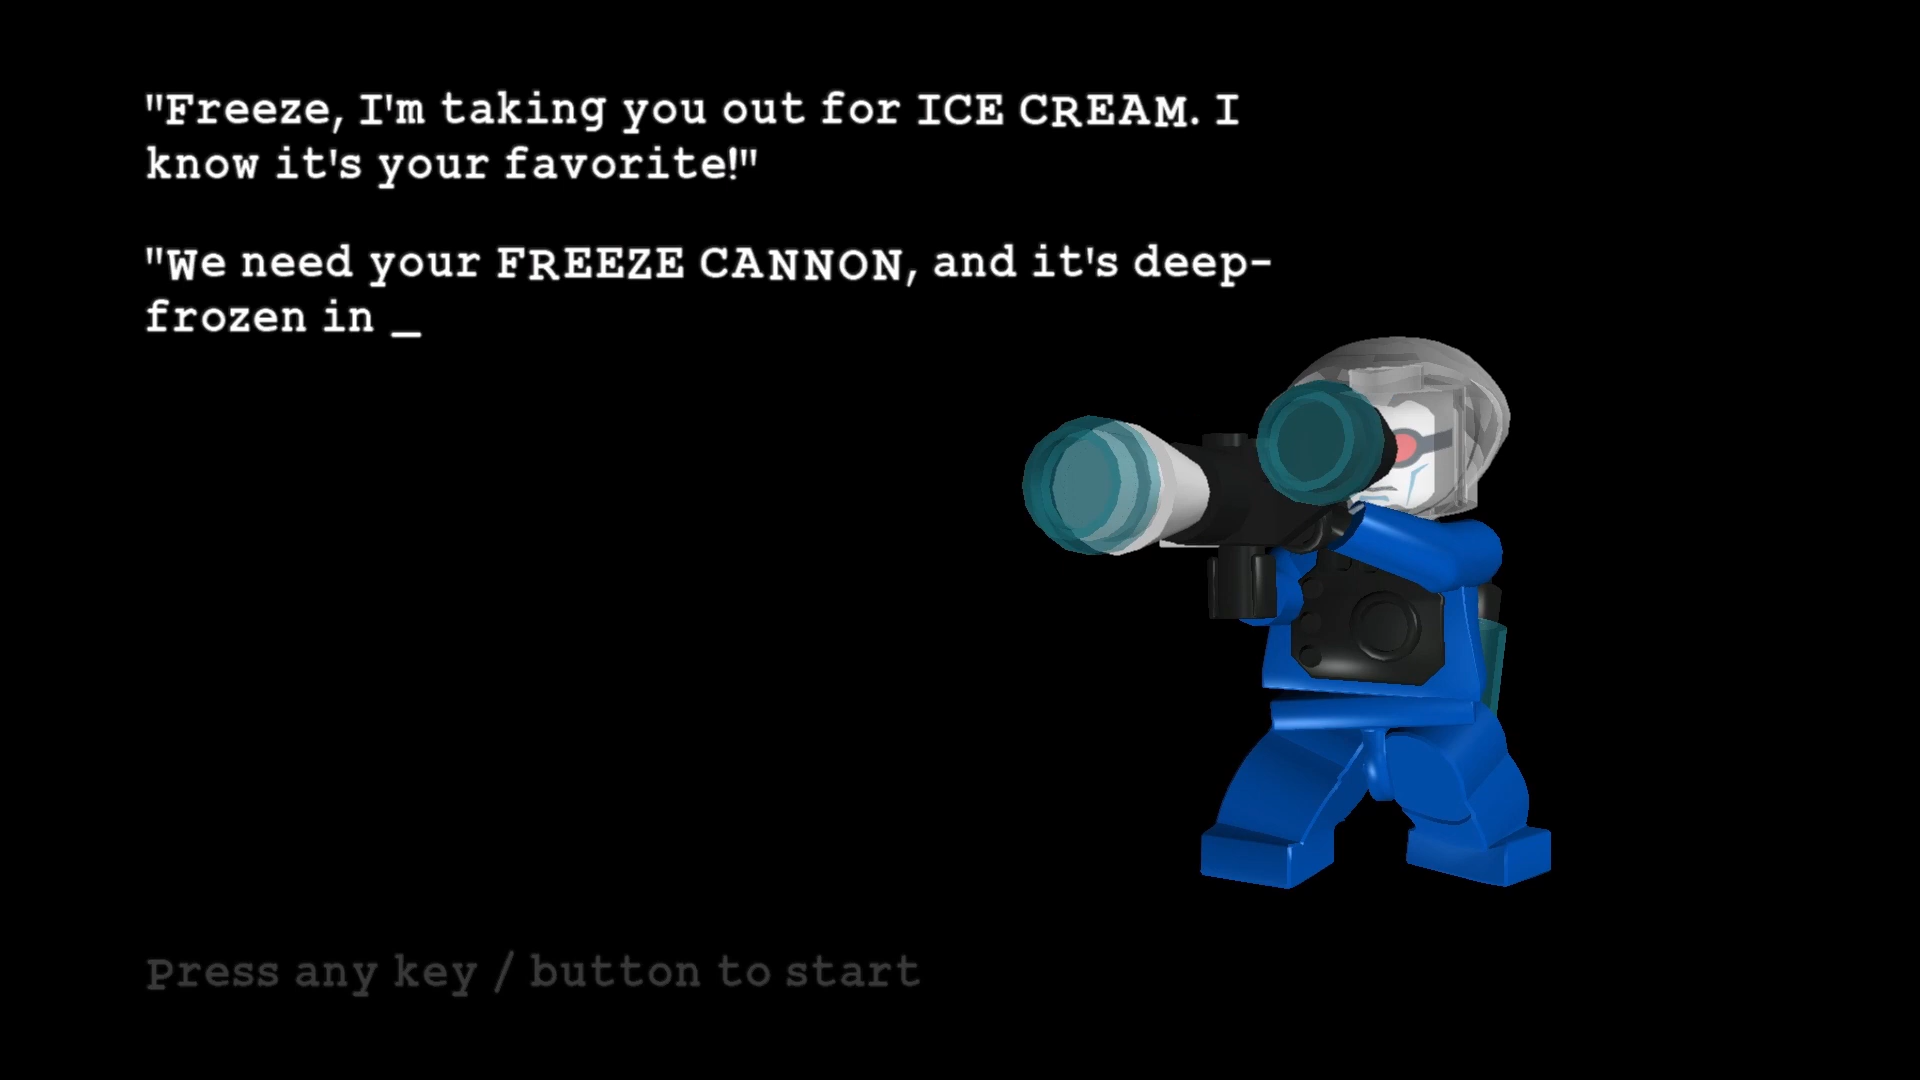 "Freeze, I'm taking you out for ICE CREAM. I
know it's your favorite!"
"We need your FREEZE CANNON, and it's deep-
frozen in _
Press any key / button to start